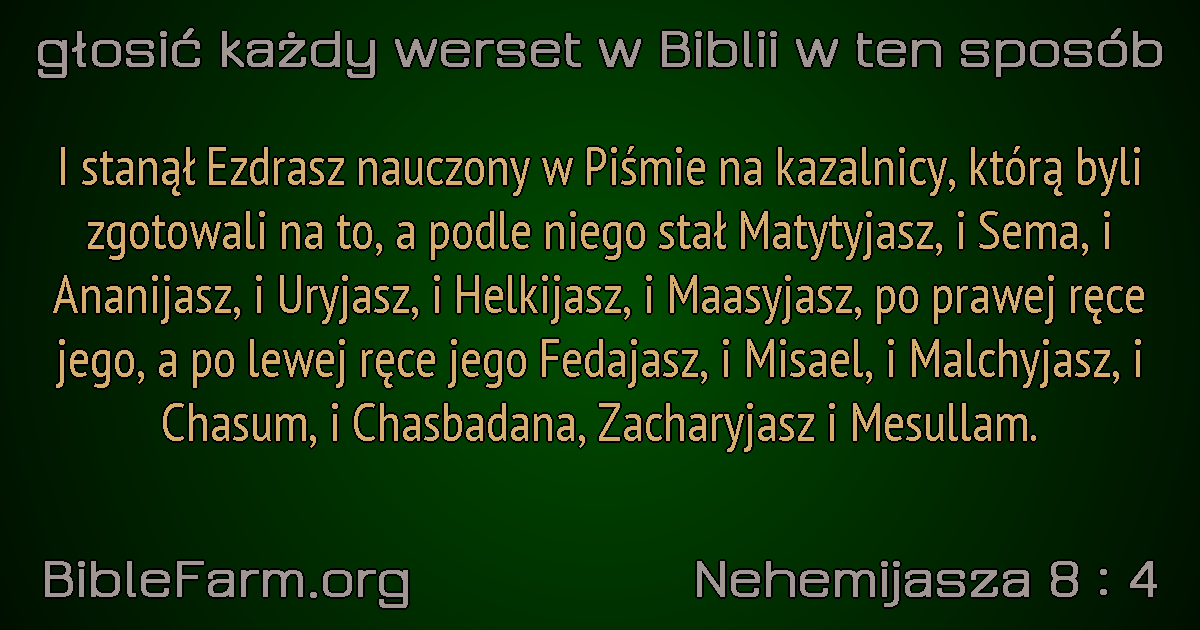 głosić każdy werset w Biblii w ten sposób
I stanął Ezdrasz nauczony w Piśmie na kazalnicy, którą byli
zgotowali na to, a podle niego stał Matytyjasz, i Sema, i
Ananijasz, i Uryjasz, i Helkijasz, i Maasyjasz, po prawej ręce
jego, a po lewej ręce jego Fedajasz, i Misael, i Malchyjasz, i
Chasum, i Chasbadana, Zacharyjasz i Mesullam.
BibleFarm.org
Nehemijasza 8 : 4